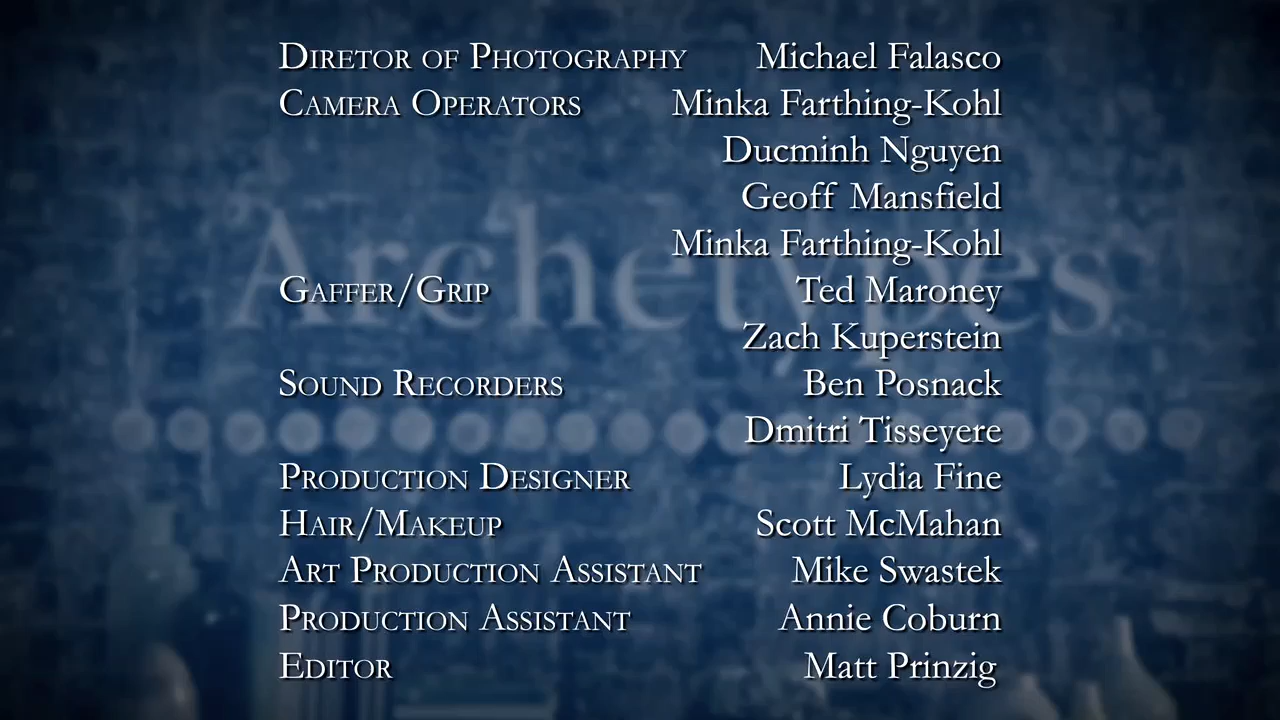 Diretor of Photography Michael Falasco
Camera Operators Minka Farthing-Kohl
Ducminh Nguyen
Geoff Mansfield
Minka Farthing-Kohl
Archetypes
Gaffer/Grip Ted Maroney
Zach Kuperstein
Sound Recorders Ben Posnack
Dmitri Tisseyere
Production Designer Lydia Fine
Hair/Makeup Scott McMahan
Art Production Assistant Mike Swastek
Production Assistant Annie Coburn
Editor Matt Prinzig